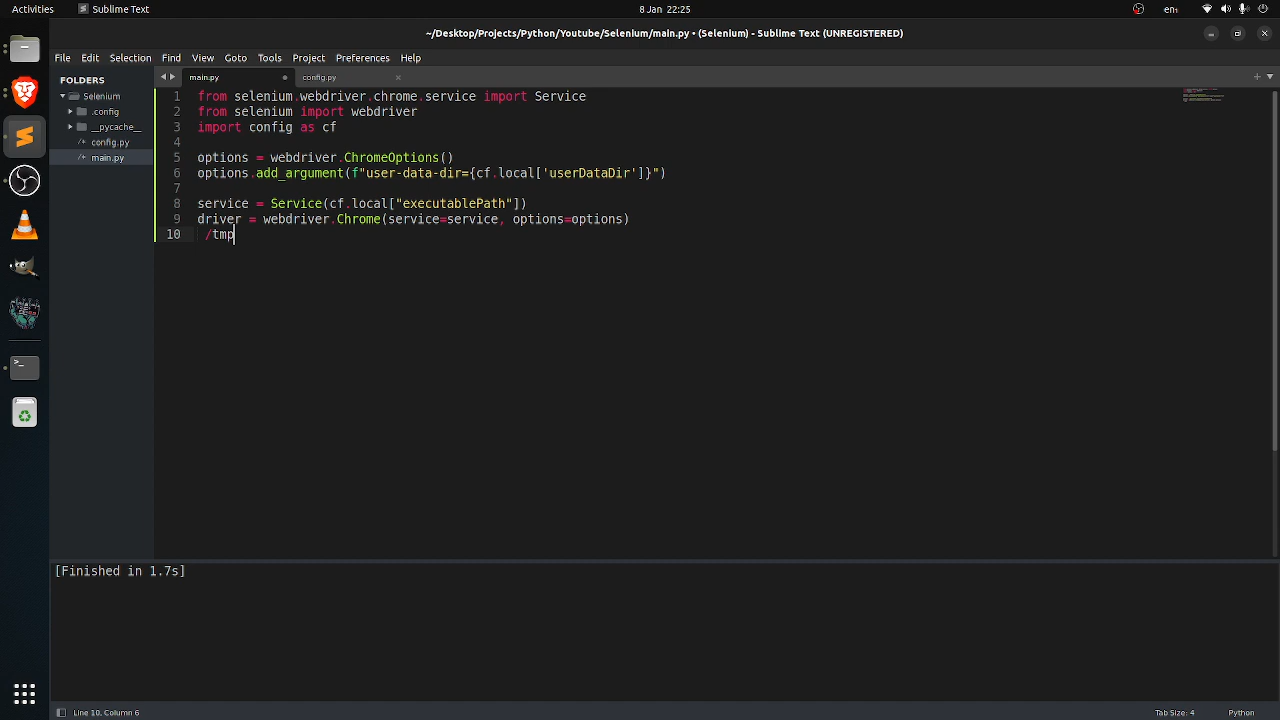 Activities
Sublime Text
8 Jan 22:25
en₁
~/Desktop/Projects/Python/Youtube/Selenium/main.py • (Selenium) - Sublime Text (UNREGISTERED)
File Edit Selection Find View Goto Tools Project Preferences Help
FOLDERS
Selenium
.config
__pycache__
/+ config.py
/+ main.py
main.py
config.py
1 from selenium.webdriver.chrome.service import Service
2 from selenium import webdriver
3 import config as cf
4
5 options = webdriver.ChromeOptions()
6 options.add_argument(f"user-data-dir={cf.local['userDataDir']}")
7
8 service = Service(cf.local["executablePath"])
9 driver = webdriver.Chrome(service=service, options=options)
10  /tmp
[Finished in 1.7s]
Line 10, Column 6
Tab Size: 4
Python